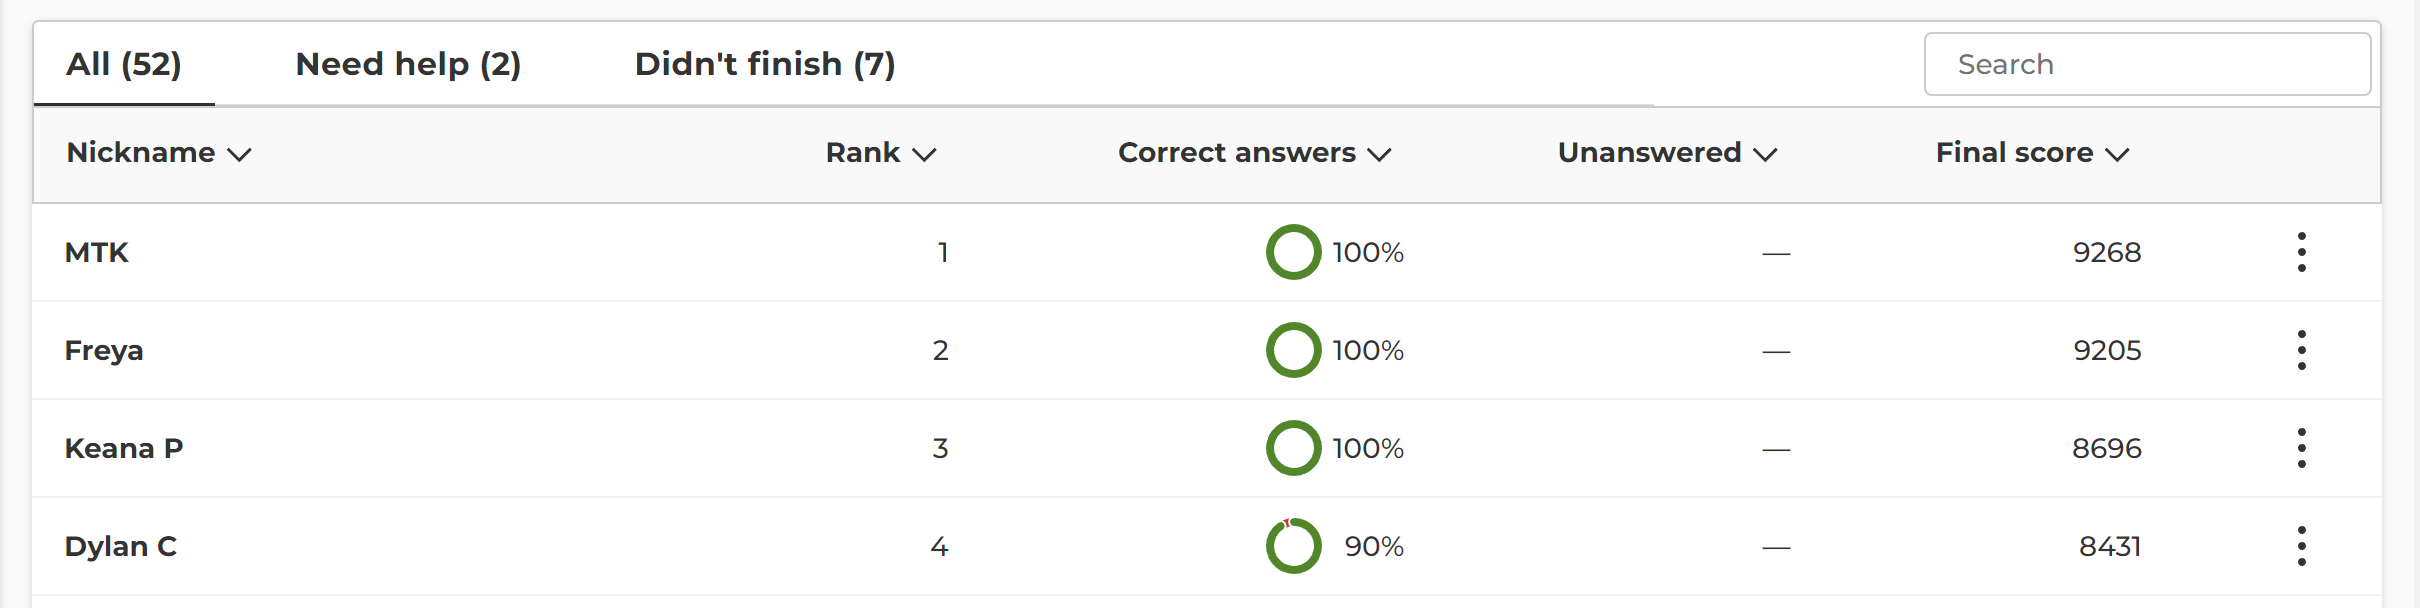 All (52) Need help (2) Didn't finish (7) Search
Nickname Rank Correct answers Unanswered Final score
MTK 1 100% — 9268
Freya 2 100% — 9205
Keana P 3 100% — 8696
Dylan C 4 90% — 8431